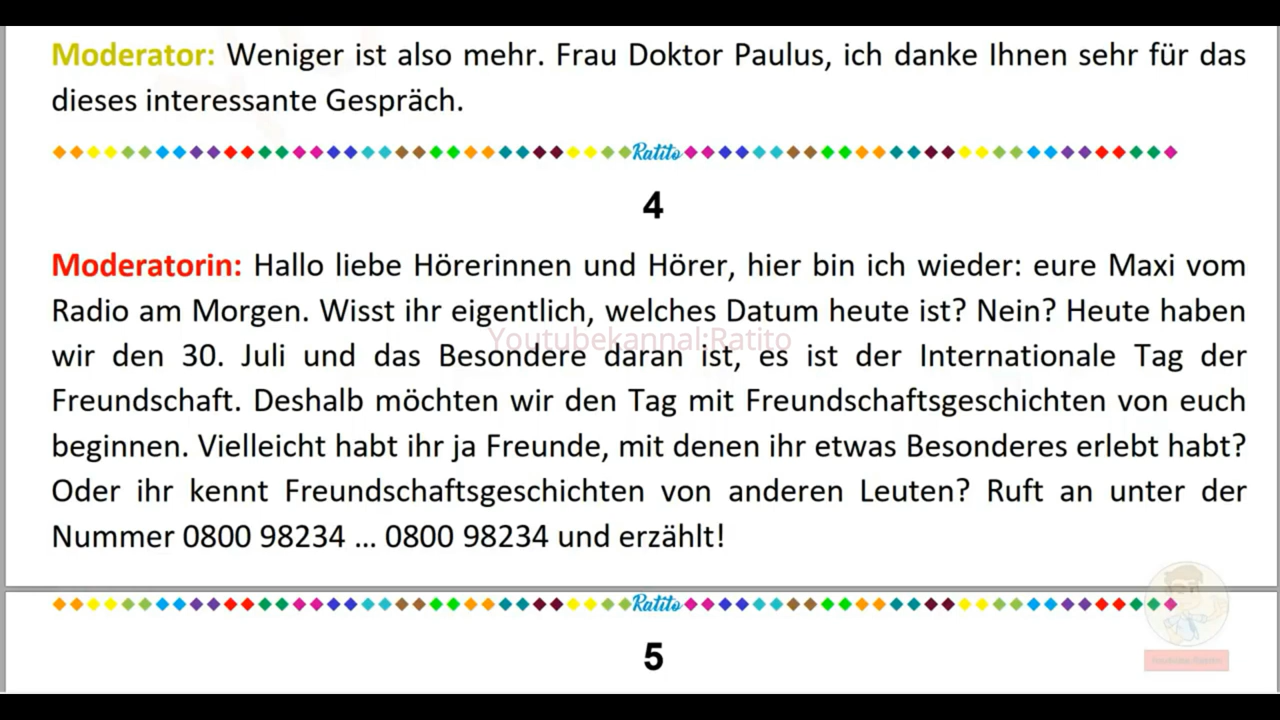 Moderator: Weniger ist also mehr. Frau Doktor Paulus, ich danke Ihnen sehr für das
dieses interessante Gespräch.
Ratito
4
Moderatorin: Hallo liebe Hörerinnen und Hörer, hier bin ich wieder: eure Maxi vom
Radio am Morgen. Wisst ihr eigentlich, welches Datum heute ist? Nein? Heute haben
Youtubekannal:Ratito
wir den 30. Juli und das Besondere daran ist, es ist der Internationale Tag der
Freundschaft. Deshalb möchten wir den Tag mit Freundschaftsgeschichten von euch
beginnen. Vielleicht habt ihr ja Freunde, mit denen ihr etwas Besonderes erlebt habt?
Oder ihr kennt Freundschaftsgeschichten von anderen Leuten? Ruft an unter der
Nummer 0800 98234 ... 0800 98234 und erzählt!
Ratito
5